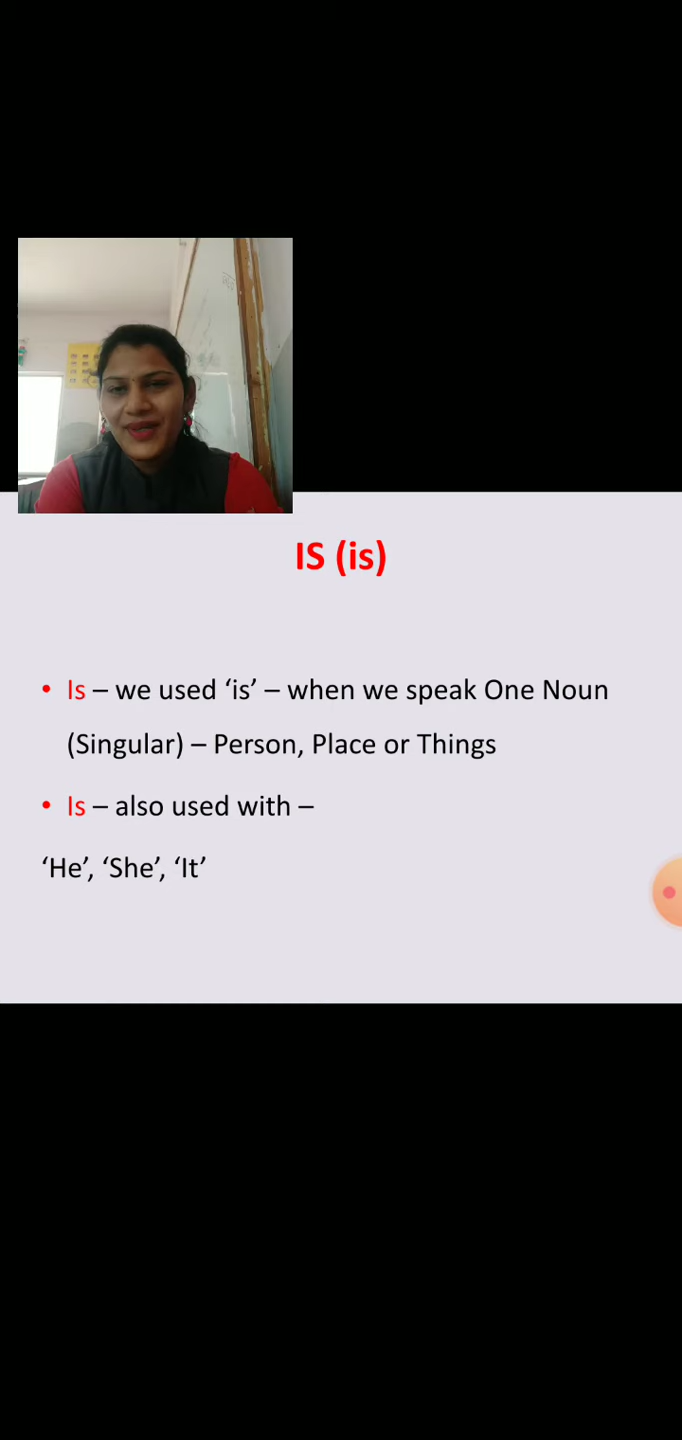 IS (is)
• Is – we used ‘is’ – when we speak One Noun
(Singular) – Person, Place or Things
• Is – also used with –
‘He’, ‘She’, ‘It’